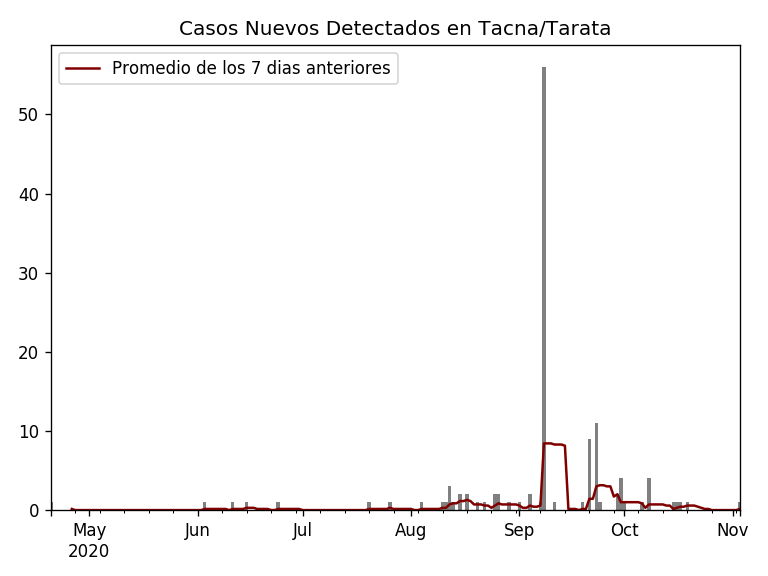 Casos Nuevos Detectados en Tacna/Tarata
Promedio de los 7 dias anteriores
50
40
30
20
10
0
May Jun Jul Aug Sep Oct Nov
2020